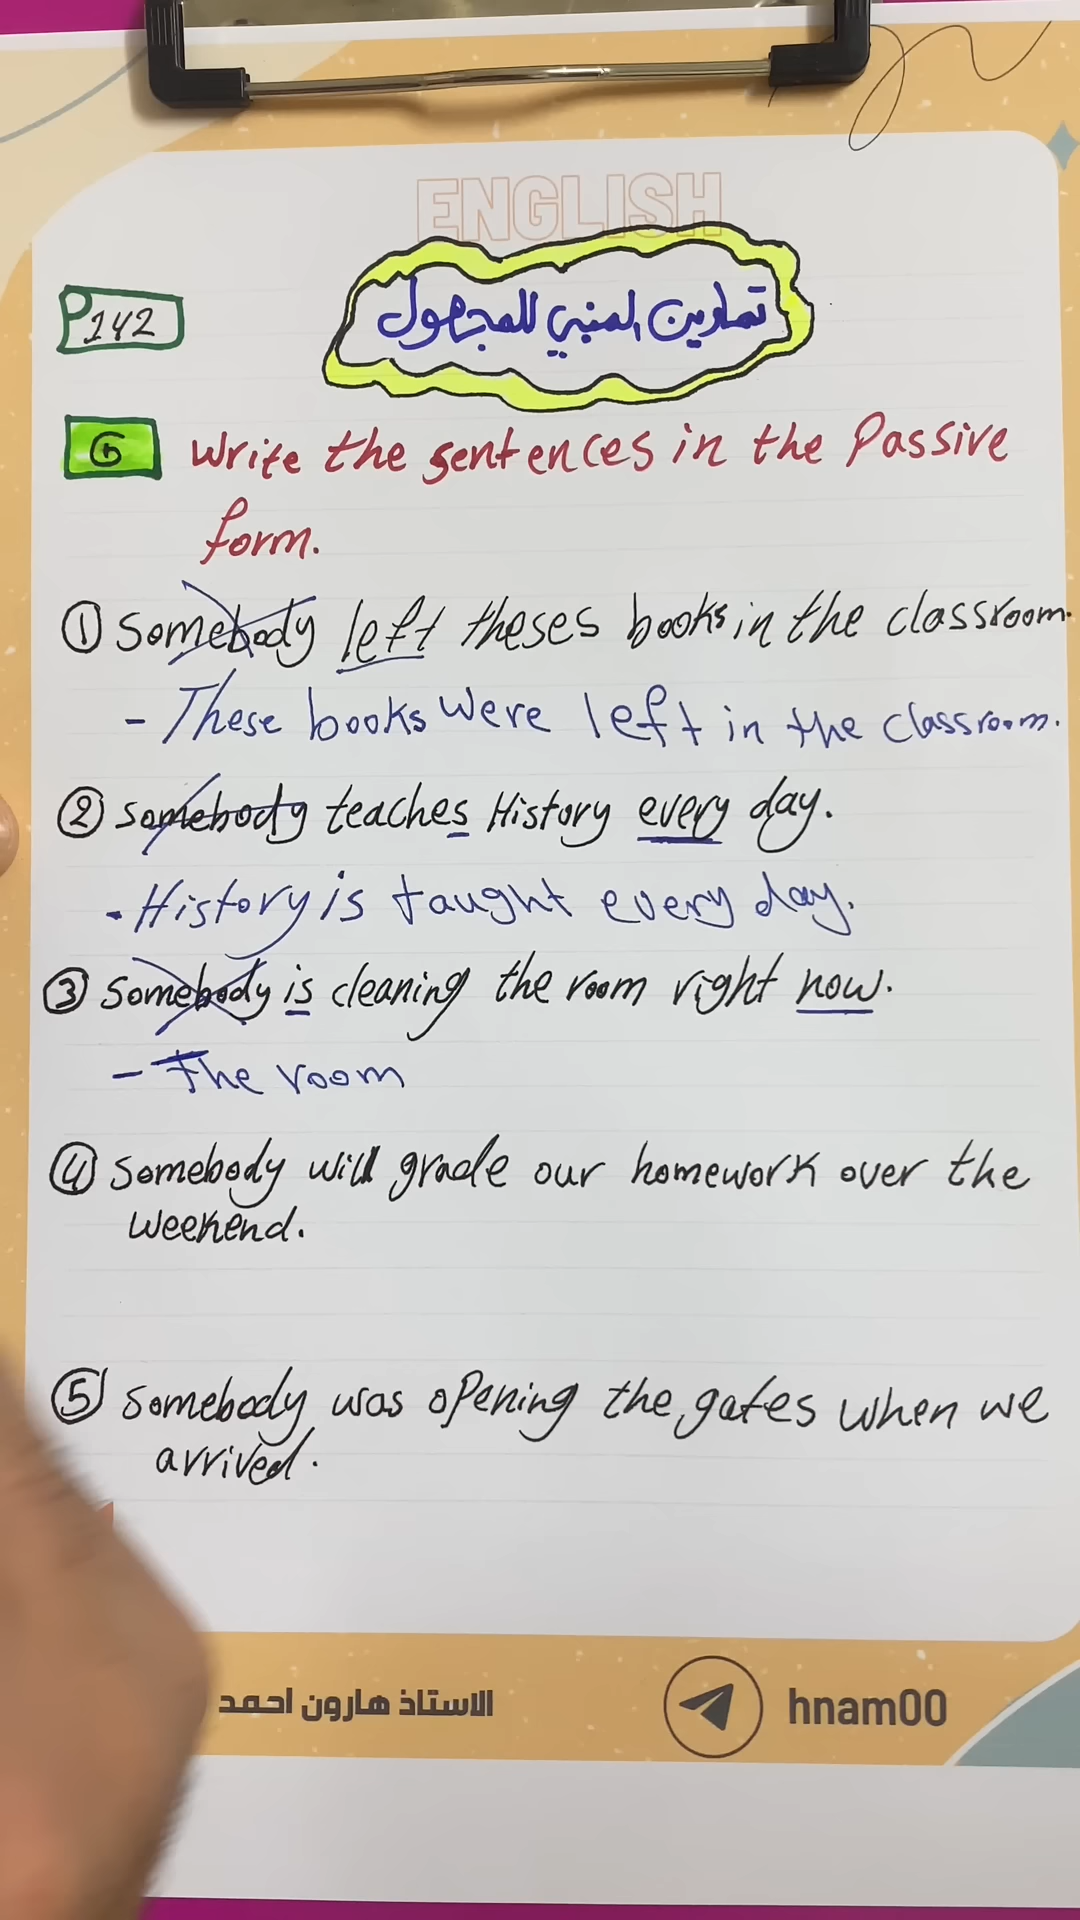 ENGLISH
تمارين المبني للمجهول
P142
G Write the sentences in the Passive
form.
① Somebody left theses books in the classroom.
- These books were left in the classroom.
② Somebody teaches History every day.
- History is taught every day.
③ Somebody is cleaning the room right now.
- The room
④ Somebody will grade our homework over the
weekend.
⑤ Somebody was opening the gates when we
arrived.
الاستاذ هارون احمد
hnam00